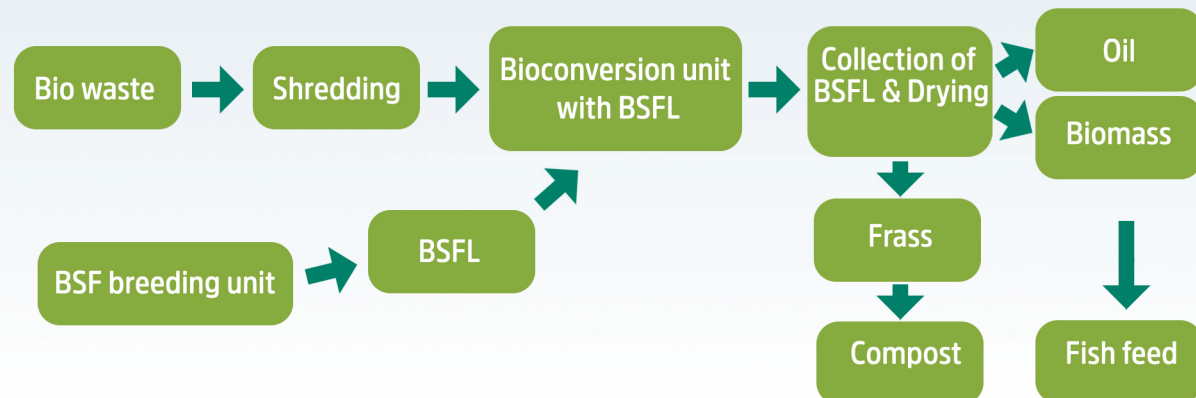 Bio waste
Shredding
Bioconversion unit
with BSFL
Collection of
BSFL & Drying
Oil
Biomass
BSF breeding unit
BSFL
Frass
Compost
Fish feed